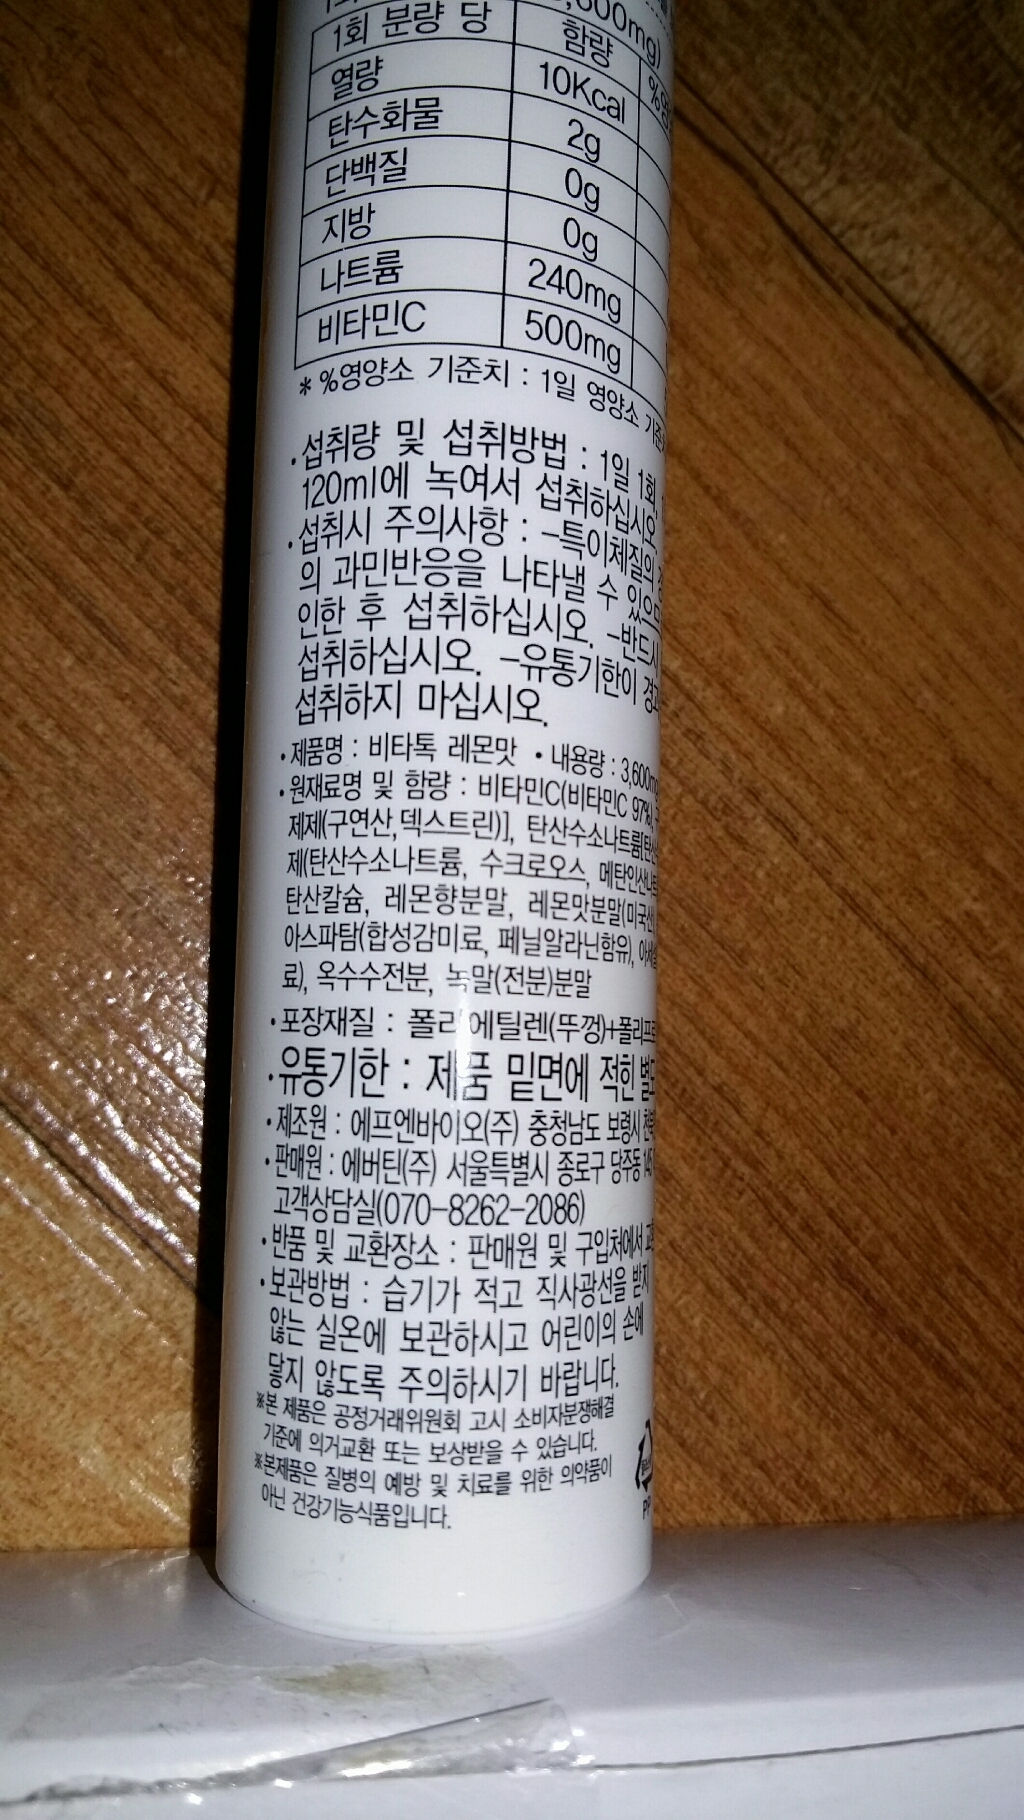 ,600mg)
1회 분량 당 함량
열량 10Kcal
탄수화물 2g
단백질 0g
지방 0g
나트륨 240mg
비타민C 500mg
* %영양소 기준치 : 1일 영양소
· 섭취량 및 섭취방법 : 1일 1회,
120ml에 녹여서 섭취하십시오.
· 섭취시 주의사항 : -특이체질의
의 과민반응을 나타낼 수
인한 후 섭취하십시오. -반드시
섭취하십시오. -유통기한이
섭취하지 마십시오.
· 제품명 : 비타톡 레몬맛 · 내용량 : 3,600mg
· 원재료명 및 함량 : 비타민C(비타민C 97%),
제제(구연산,덱스트린)], 탄산수소나트륨
제(탄산수소나트륨, 수크로오스,
탄산칼슘, 레몬향분말, 레몬맛분말(미국산)
아스파탐(합성감미료, 페닐알라닌함유),
료), 옥수수전분, 녹말(전분)분말
· 포장재질 : 폴리에틸렌(뚜껑)+
· 유통기한 : 제품 밑면에 적힌
· 제조원 : 에프엔바이오(주) 충청남도 보령시
· 판매원 : 에버틴(주) 서울특별시 종로구 당주동 145
고객상담실(070-8262-2086)
· 반품 및 교환장소 : 판매원 및 구입처에서
· 보관방법 : 습기가 적고 직사광선을 받지
않는 실온에 보관하시고 어린이의 손에
닿지 않도록 주의하시기 바랍니다.
※본 제품은 공정거래위원회 고시 소비자분쟁해결
기준에 의거교환 또는 보상받을 수 있습니다.
※본제품은 질병의 예방 및 치료를 위한 의약품이
아닌 건강기능식품입니다.